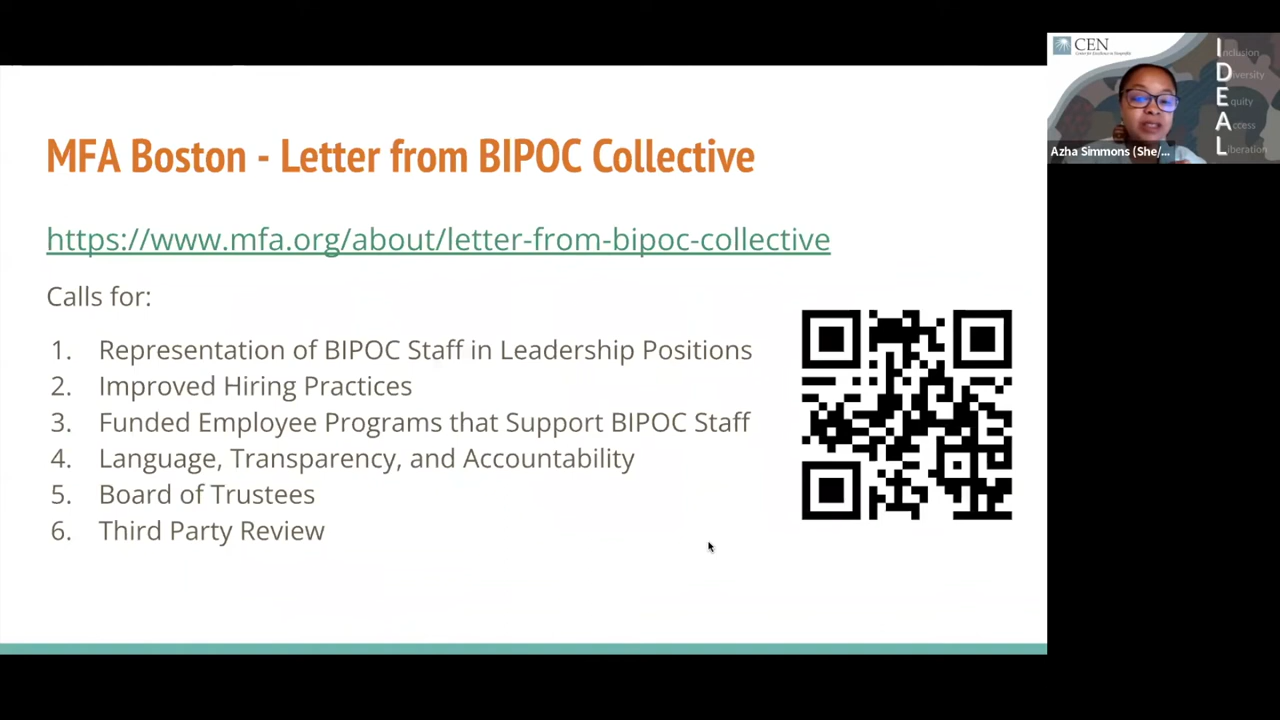 MFA Boston - Letter from BIPOC Collective
https://www.mfa.org/about/letter-from-bipoc-collective
Calls for:
1. Representation of BIPOC Staff in Leadership Positions
2. Improved Hiring Practices
3. Funded Employee Programs that Support BIPOC Staff
4. Language, Transparency, and Accountability
5. Board of Trustees
6. Third Party Review
CEN
Inclusion
Diversity
Equity
Access
Liberation
Azha Simmons (She/...